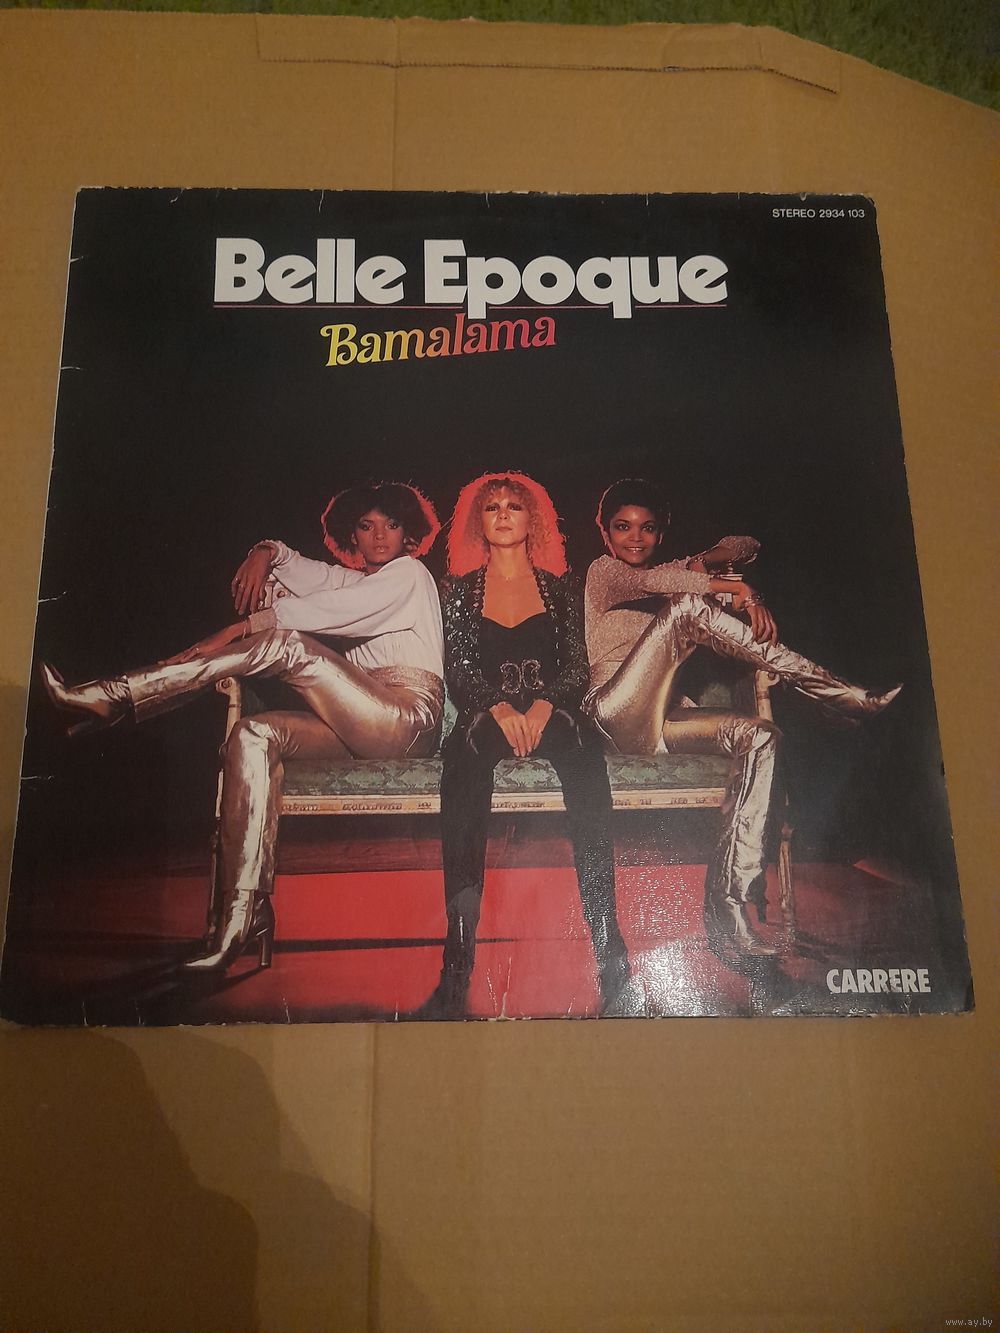 STEREO 2934 103
Belle Epoque
Bamalama
CARRERE
www.ay.by